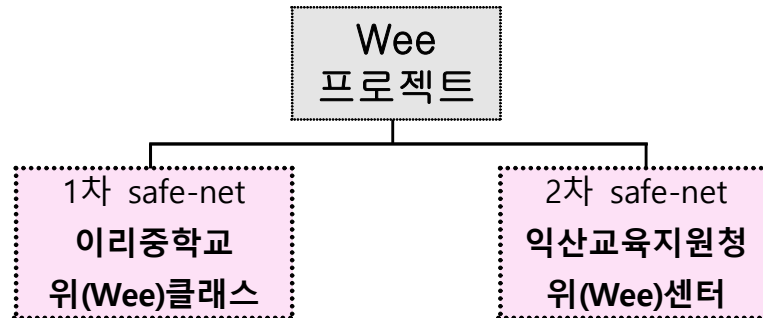 Wee
프로젝트
1차 safe-net
이리중학교
위(Wee)클래스
2차 safe-net
익산교육지원청
위(Wee)센터